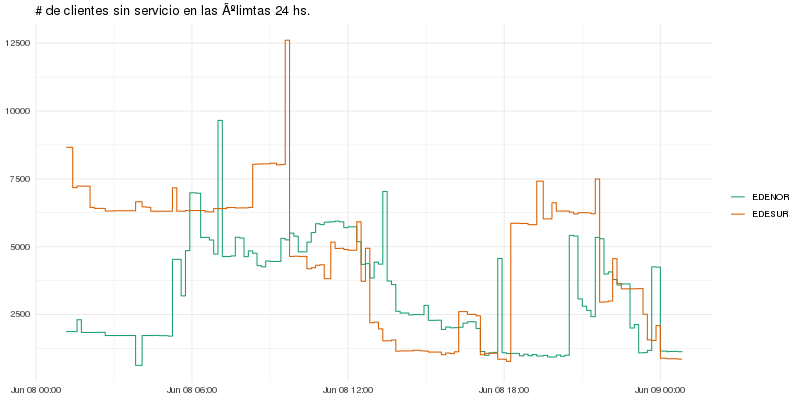 # de clientes sin servicio en las Ãºlimtas 24 hs.
12500
10000
7500
5000
2500
Jun 08 00:00
Jun 08 06:00
Jun 08 12:00
Jun 08 18:00
Jun 09 00:00
EDENOR
EDESUR